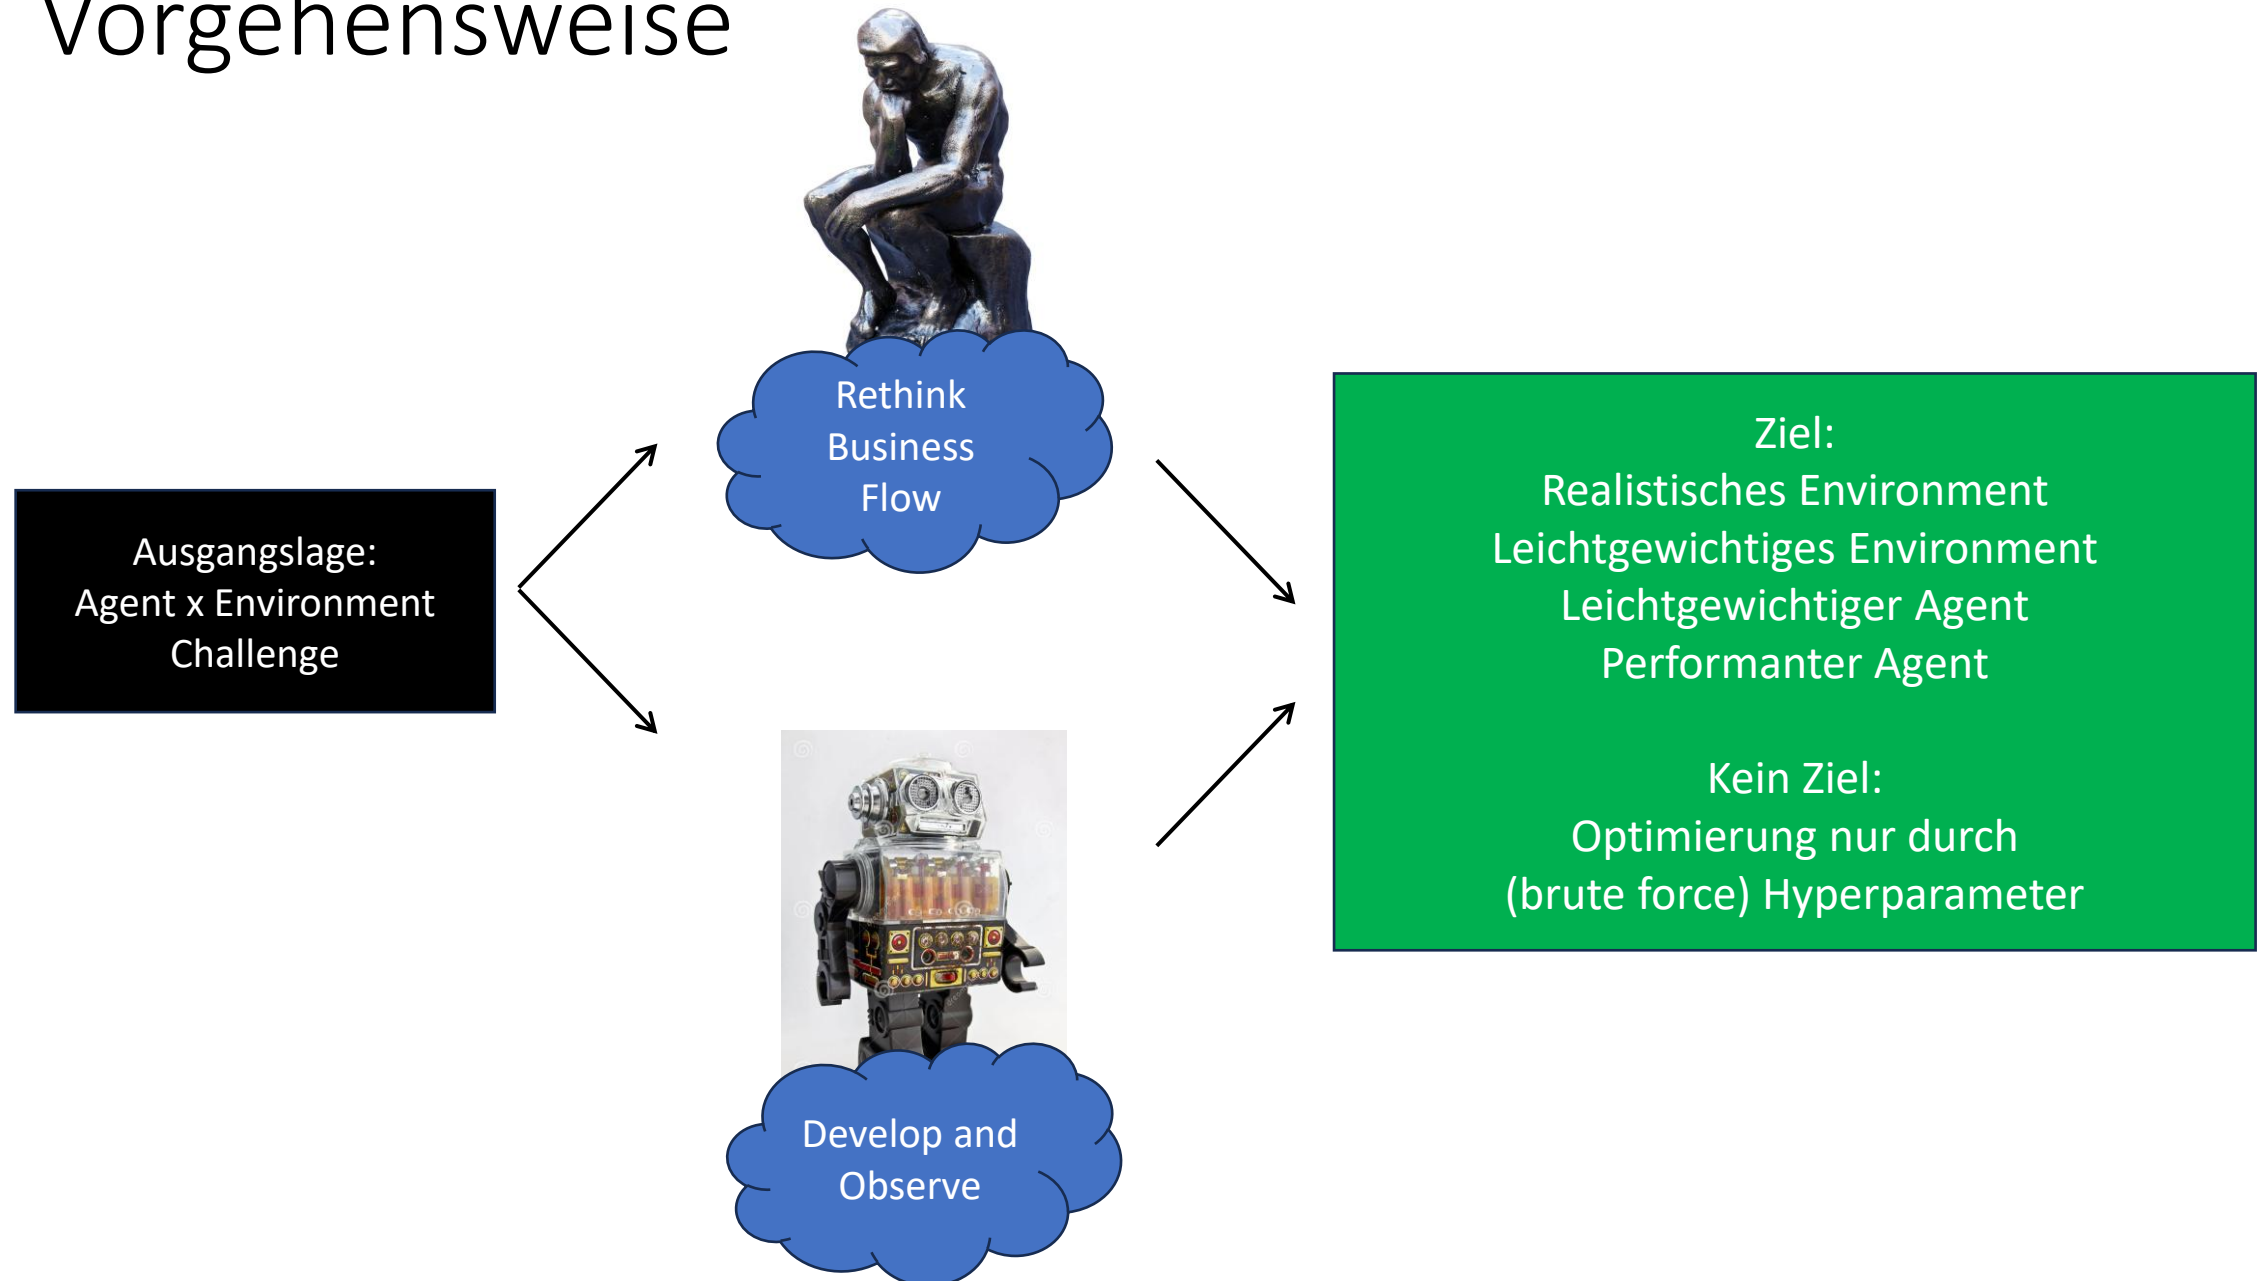 Vorgehensweise
Rethink
Business
Flow
Ausgangslage:
Agent x Environment
Challenge
Ziel:
Realistisches Environment
Leichtgewichtiges Environment
Leichtgewichtiger Agent
Performanter Agent
Kein Ziel:
Optimierung nur durch
(brute force) Hyperparameter
Develop and
Observe